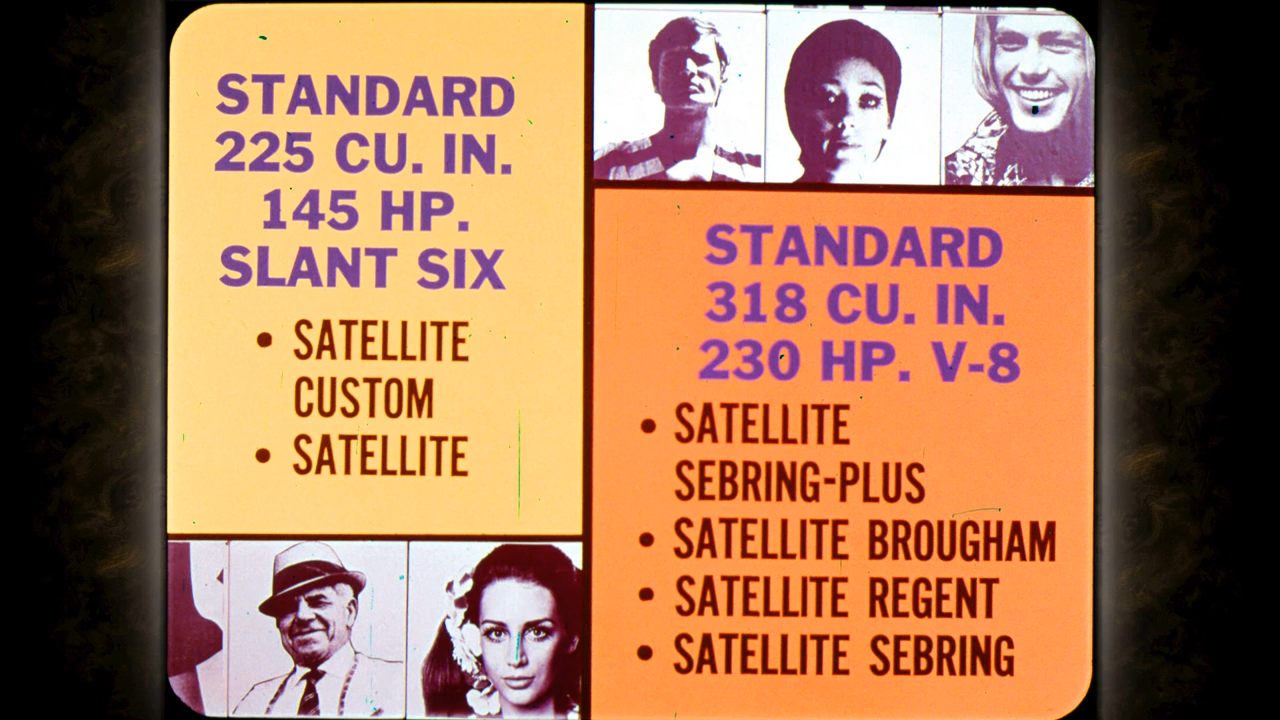 STANDARD
225 CU. IN.
145 HP.
SLANT SIX
• SATELLITE
CUSTOM
• SATELLITE
STANDARD
318 CU. IN.
230 HP. V-8
• SATELLITE
SEBRING-PLUS
• SATELLITE BROUGHAM
• SATELLITE REGENT
• SATELLITE SEBRING